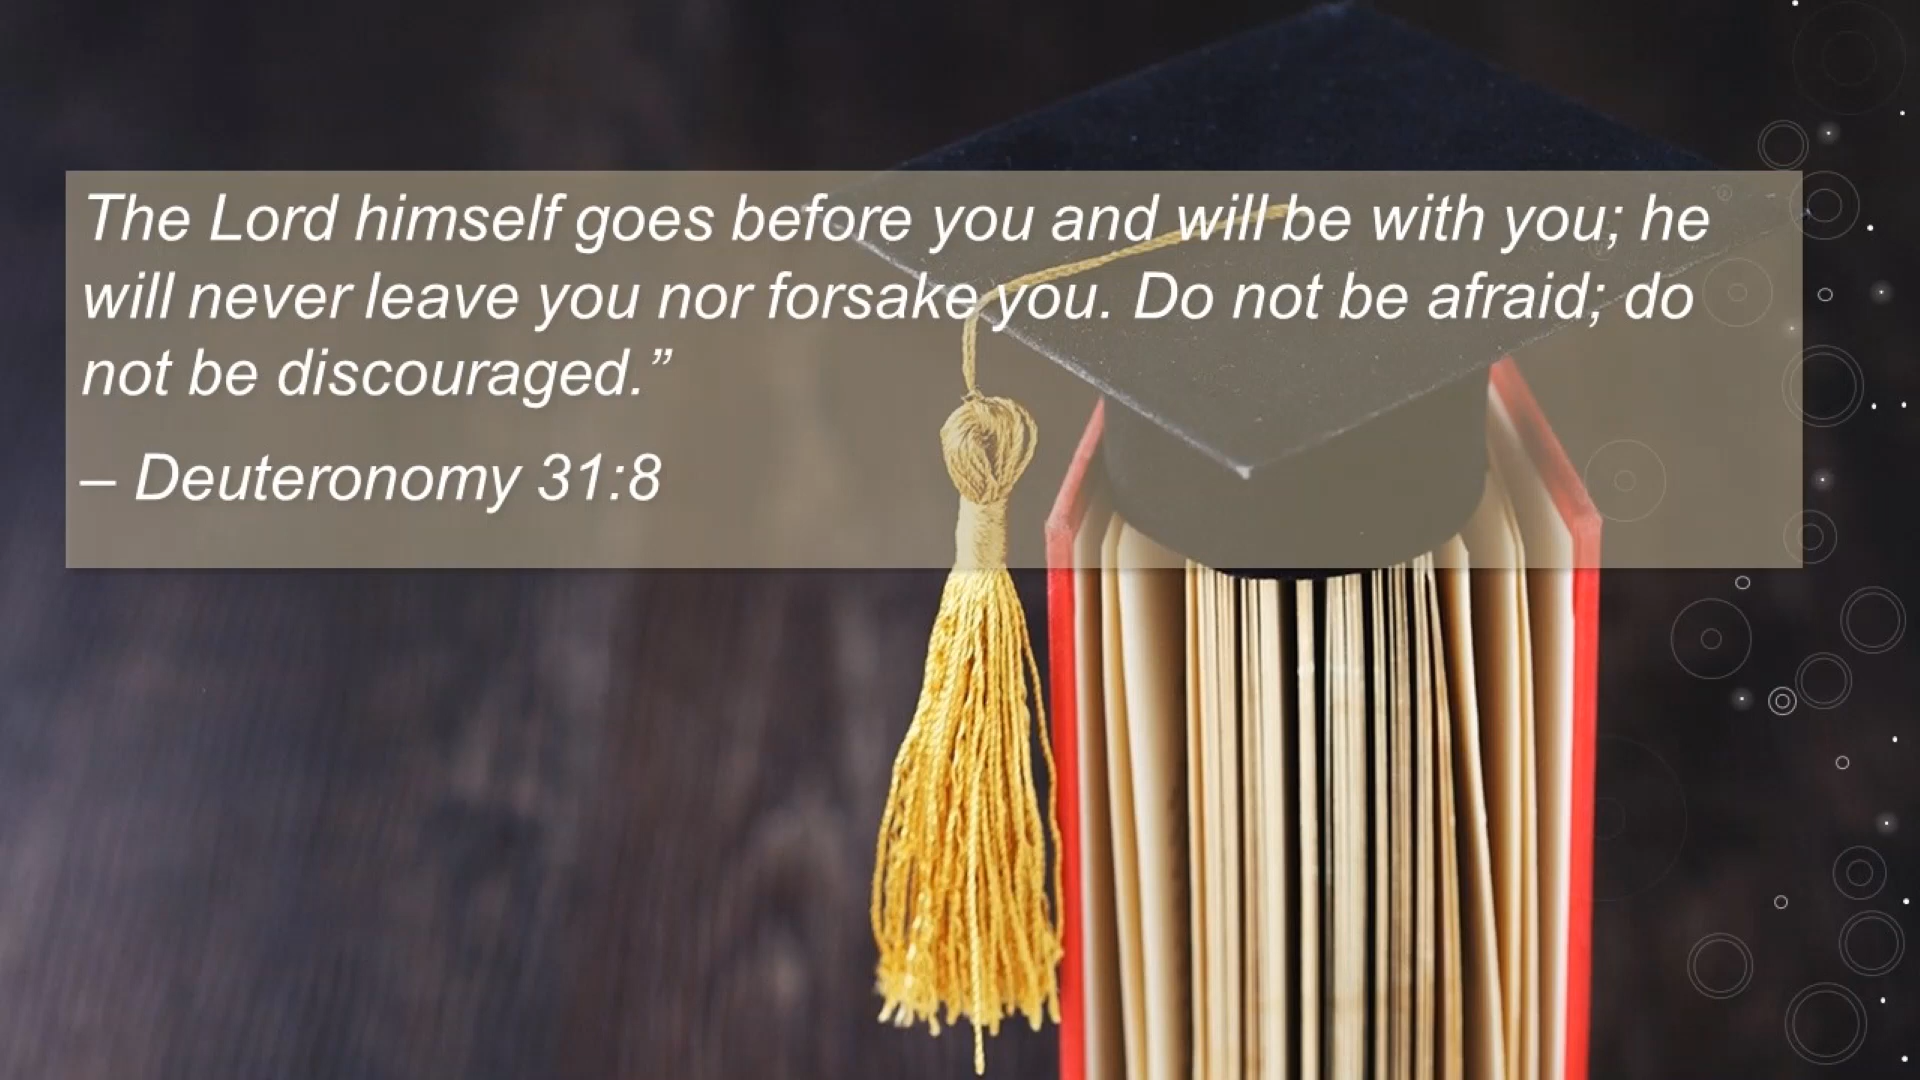 The Lord himself goes before you and will be with you; he
will never leave you nor forsake you. Do not be afraid; do
not be discouraged.”
– Deuteronomy 31:8